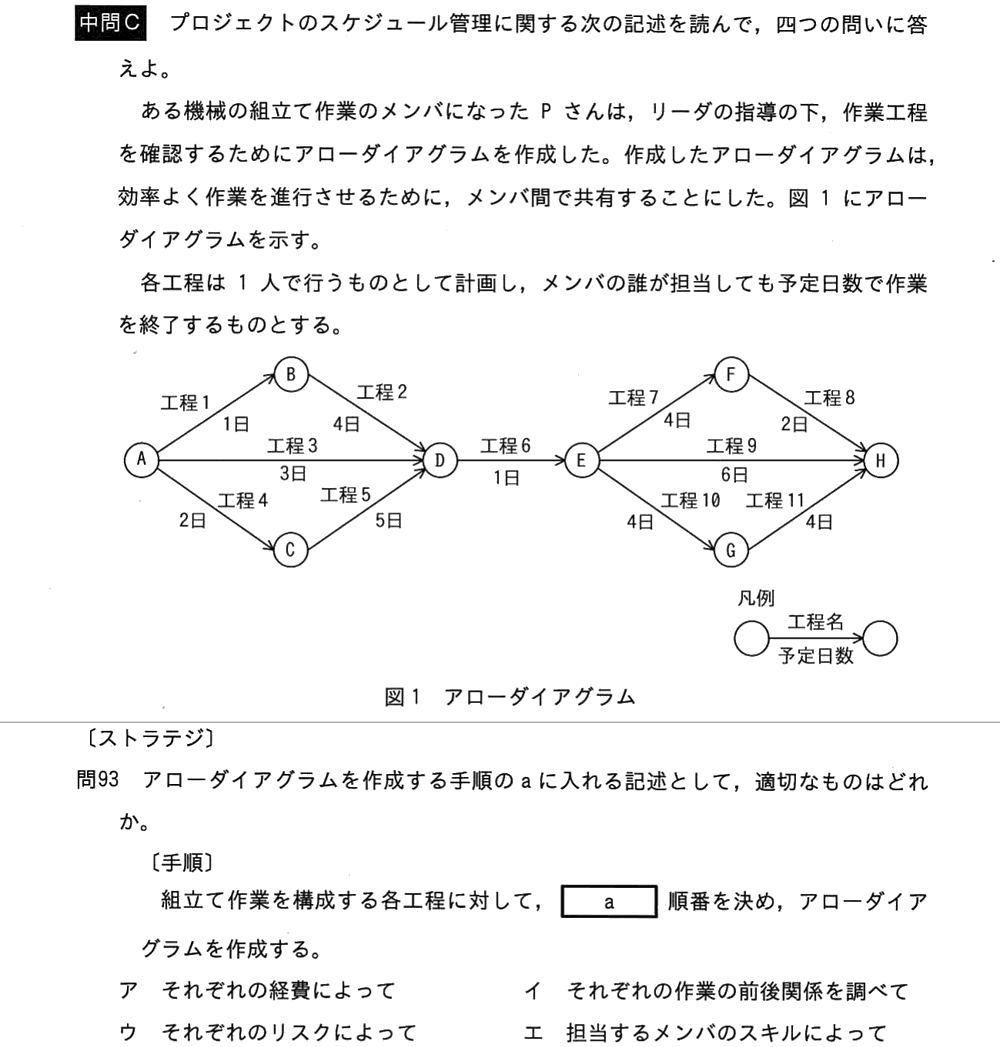 中問C　プロジェクトのスケジュール管理に関する次の記述を読んで，四つの問いに答
えよ。
ある機械の組立て作業のメンバになった P さんは，リーダの指導の下，作業工程
を確認するためにアローダイアグラムを作成した。作成したアローダイアグラムは，
効率よく作業を進行させるために，メンバ間で共有することにした。図 1 にアロー
ダイアグラムを示す。
各工程は 1 人で行うものとして計画し，メンバの誰が担当しても予定日数で作業
を終了するものとする。
B
F
工程1
工程2
工程7
工程8
1日
4日
4日
2日
A
工程3
D
工程6
E
工程9
H
3日
1日
6日
工程4
工程5
工程10
工程11
2日
5日
4日
4日
C
G
凡例
工程名
予定日数
図1　アローダイアグラム
〔ストラテジ〕
問93　アローダイアグラムを作成する手順の a に入れる記述として，適切なものはどれ
か。
〔手順〕
組立て作業を構成する各工程に対して， a 順番を決め，アローダイア
グラムを作成する。
ア　それぞれの経費によって　イ　それぞれの作業の前後関係を調べて
ウ　それぞれのリスクによって　エ　担当するメンバのスキルによって